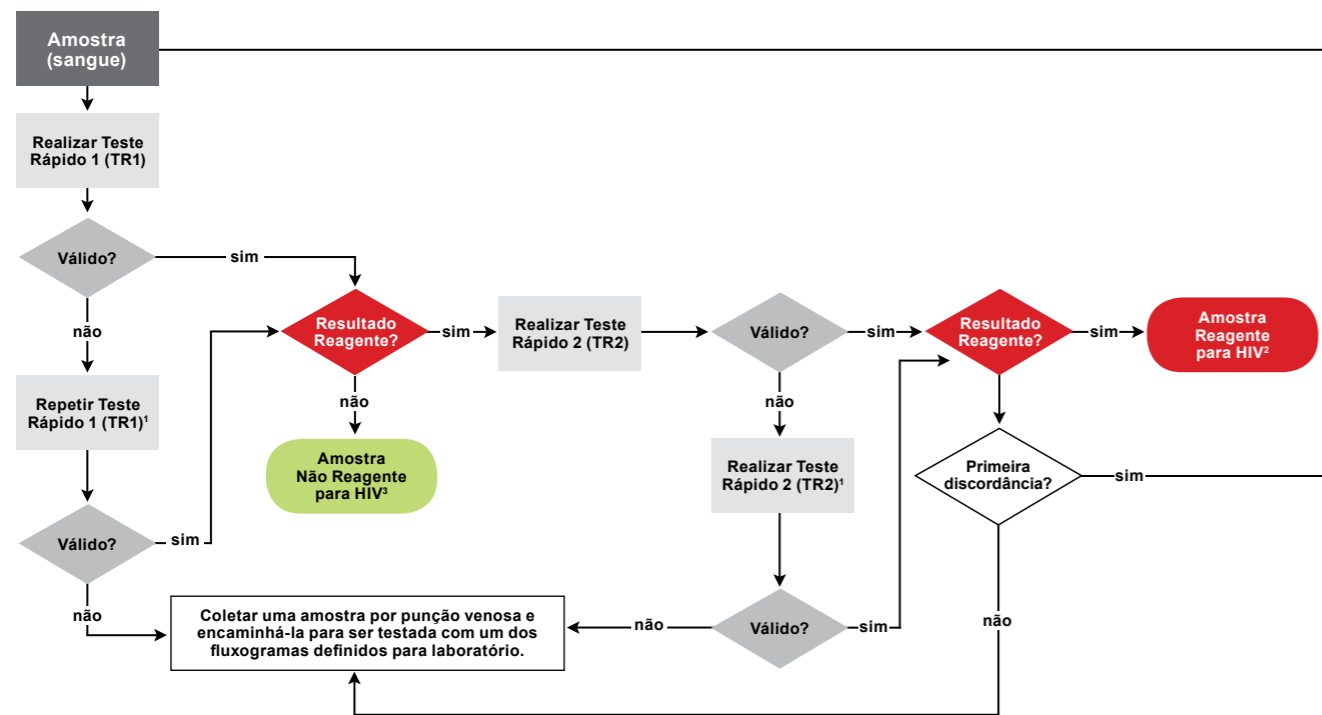 Amostra
(sangue)
Realizar Teste
Rápido 1 (TR1)
Válido?
sim
não
Repetir Teste
Rápido 1 (TR1)¹
Válido?
sim
não
Resultado
Reagente?
sim
não
Amostra
Não Reagente
para HIV³
Realizar Teste
Rápido 2 (TR2)
Válido?
sim
não
Realizar Teste
Rápido 2 (TR2)¹
Válido?
sim
não
Resultado
Reagente?
sim
Amostra
Reagente
para HIV²
Primeira
discordância?
sim
não
Coletar uma amostra por punção venosa e
encaminhá-la para ser testada com um dos
fluxogramas definidos para laboratório.